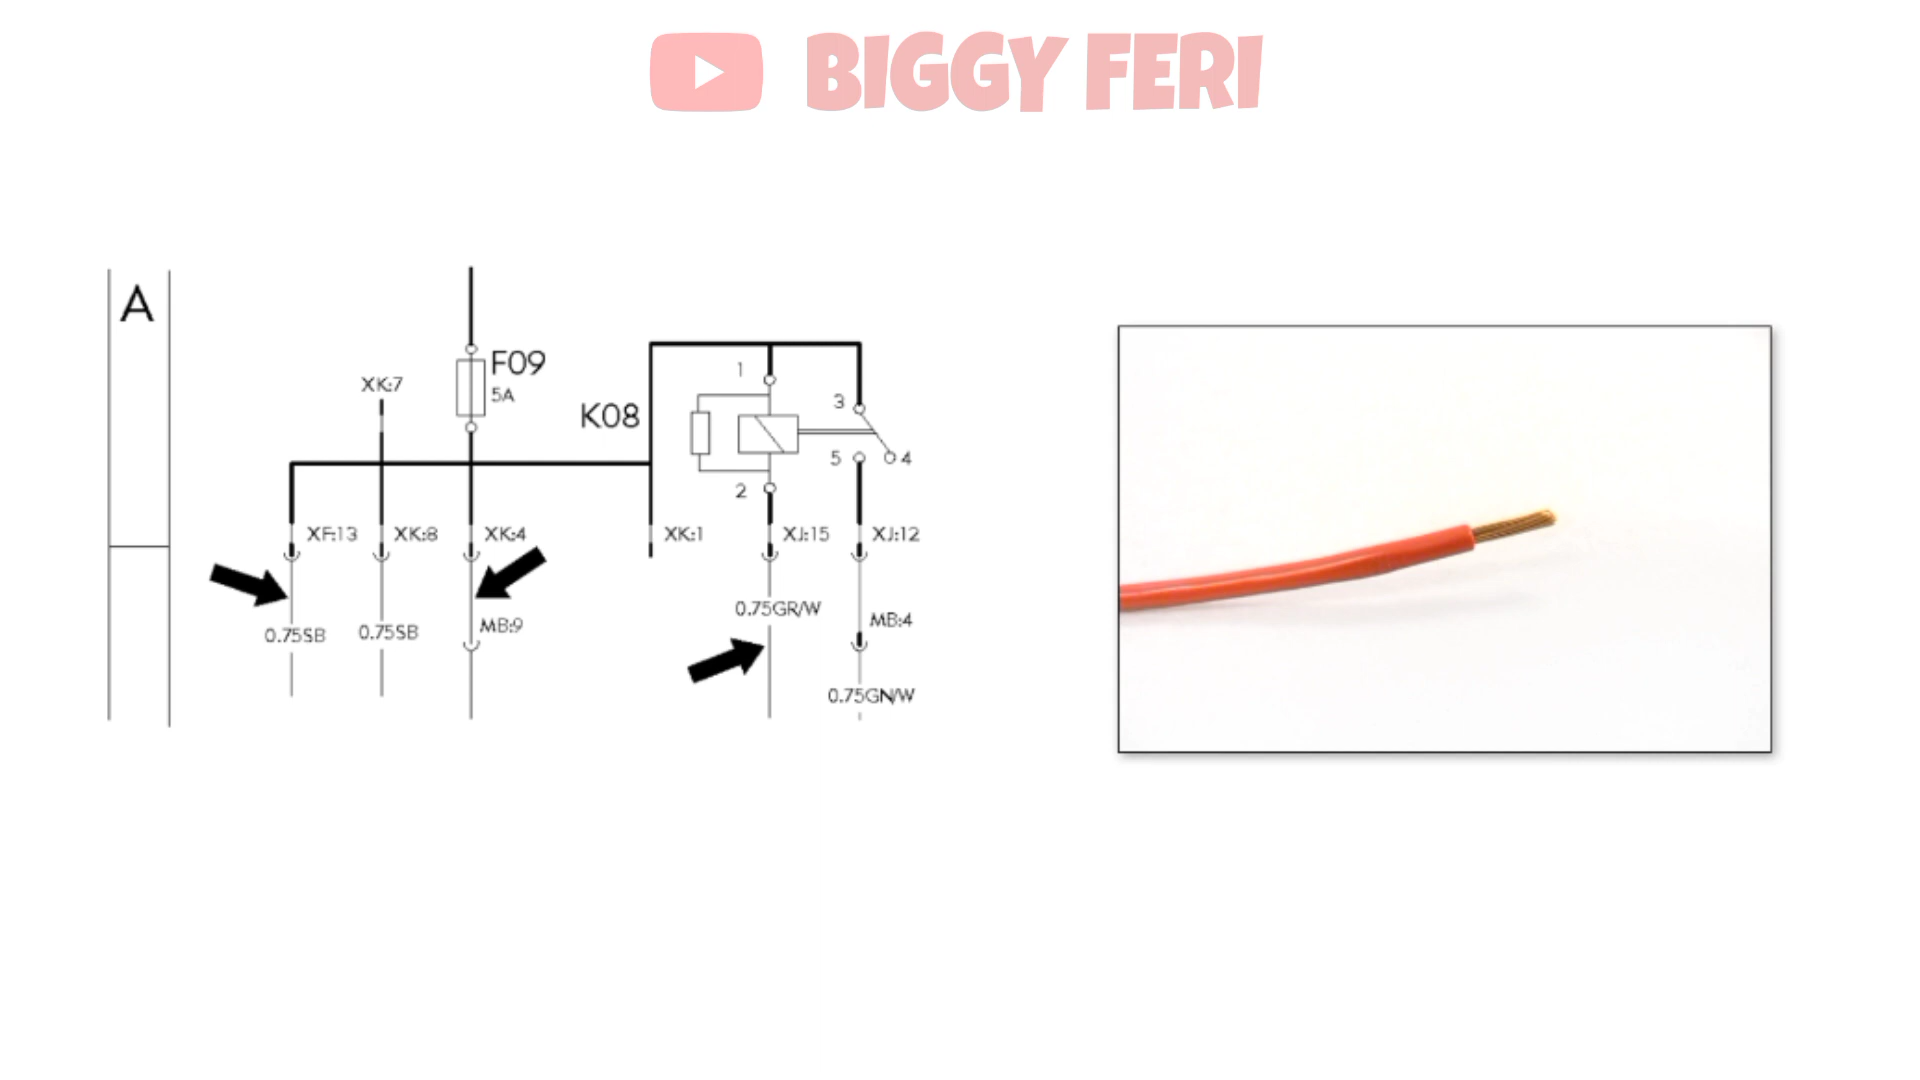 BIGGY FERI
A
F09
5A
XK:7
K08
1
3
5
4
2
XF:13
XK:8
XK:4
XK:1
XJ:15
XJ:12
0.75SB
0.75SB
MB:9
0.75GR/W
MB:4
0.75GN/W